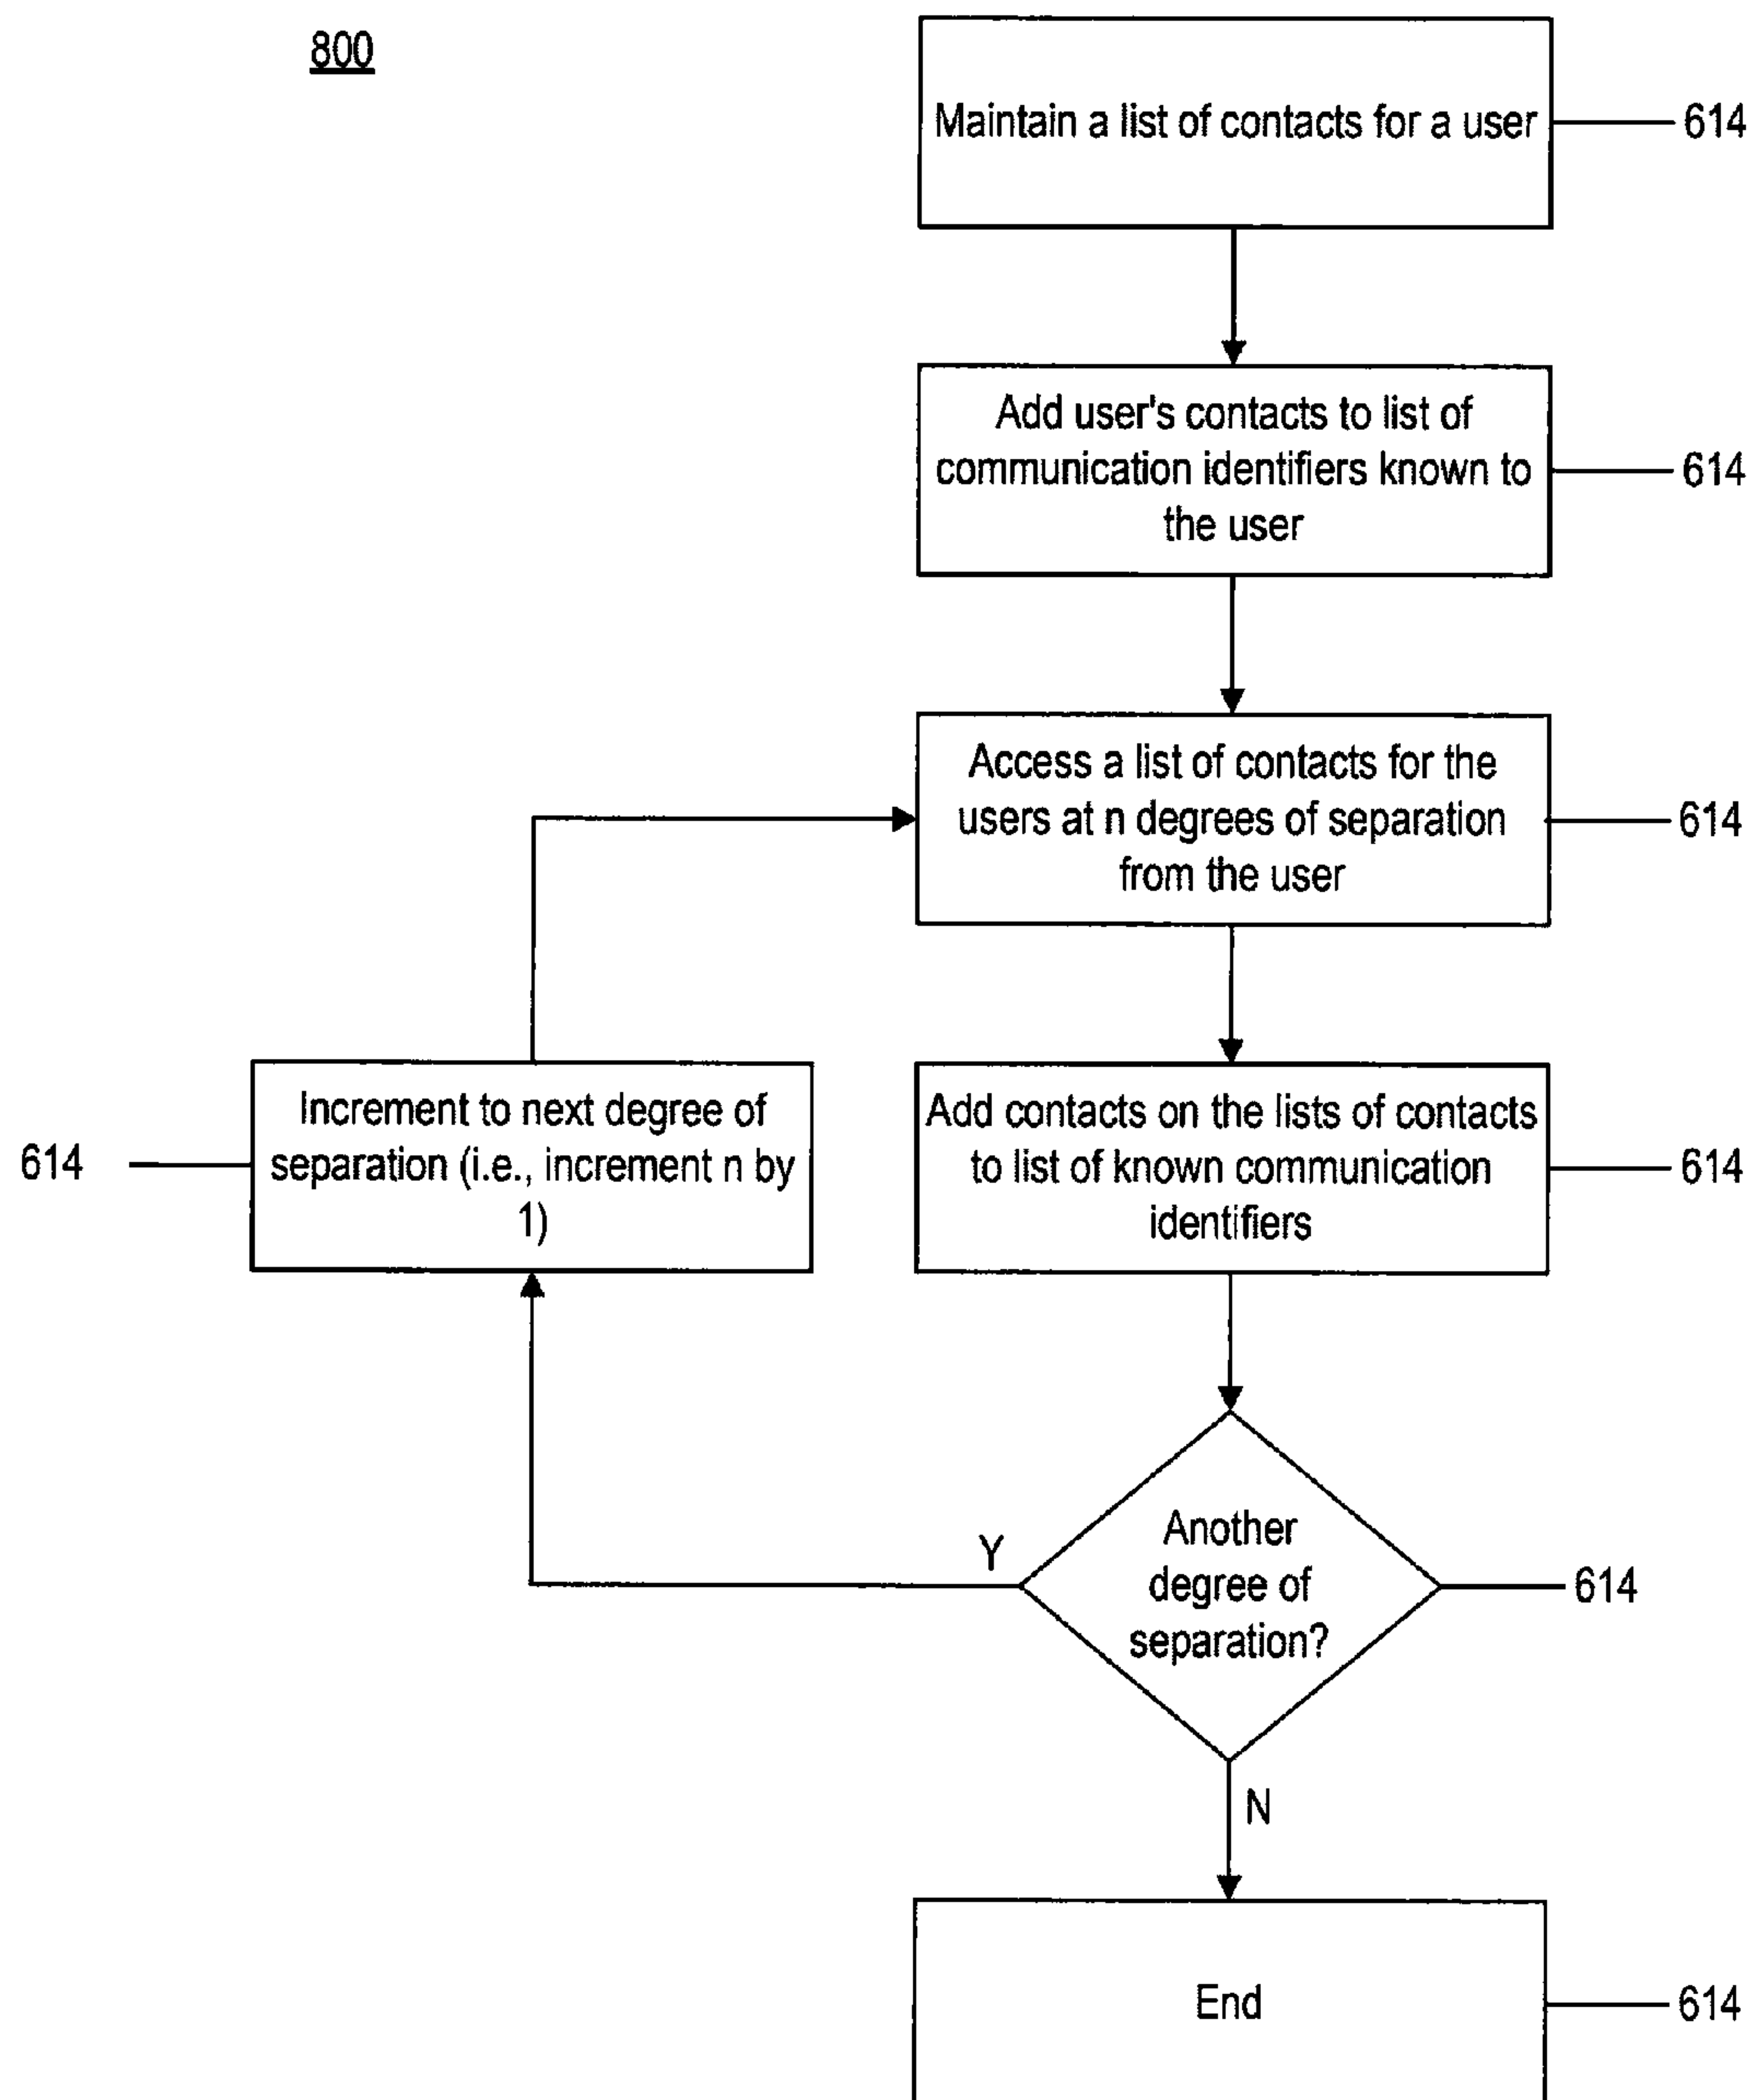 800
Maintain a list of contacts for a user
614
Add user's contacts to list of
communication identifiers known to
the user
614
Access a list of contacts for the
users at n degrees of separation
from the user
614
Add contacts on the lists of contacts
to list of known communication
identifiers
614
Increment to next degree of
separation (i.e., increment n by
1)
614
Another
degree of
separation?
614
Y
N
End
614